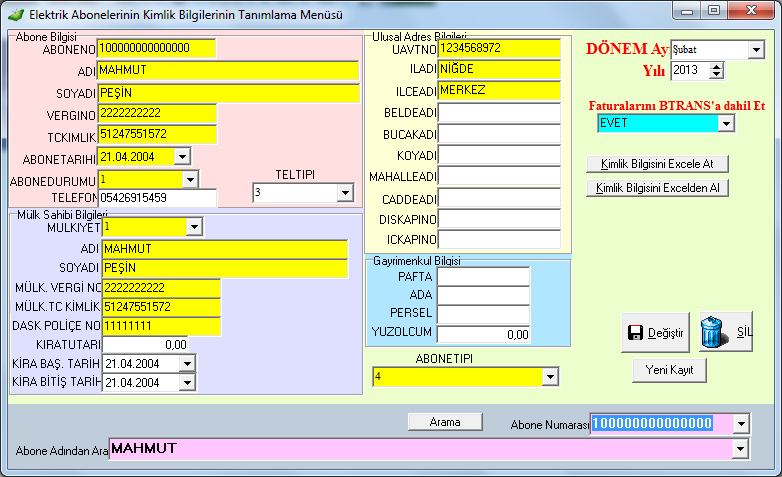 Elektrik Abonelerinin Kimlik Bilgilerinin Tanımlama Menüsü
Abone Bilgisi
ABONENO 100000000000000
ADI MAHMUT
SOYADI PEŞİN
VERGINO 2222222222
TCKIMLIK 51247551572
ABONETARIHI 21.04.2004
ABONEDURUMU 1
TELEFON 05426915459
TELTIPI
3
Mülk Sahibi Bilgileri
MULKIYET 1
ADI MAHMUT
SOYADI PEŞİN
MÜLK. VERGİ NO 2222222222
MÜLK.TC KİMLİK 51247551572
DASK POLİÇE NO 11111111
KIRATUTARI 0,00
KİRA BAŞ. TARİH 21.04.2004
KİRA BİTİŞ TARİH 21.04.2004
Ulusal Adres Bilgileri
UAVTNO 1234568972
ILADI NİĞDE
ILCEADI MERKEZ
BELDEADI
BUCAKADI
KOYADI
MAHALLEADI
CADDEADI
DISKAPINO
ICKAPINO
Gayrimenkul Bilgisi
PAFTA
ADA
PERSEL
YUZOLCUM 0,00
ABONETIPI
4
DÖNEM Ay Şubat
Yılı 2013
Faturalarını BTRANS'a dahil Et
EVET
Kimlik Bilgisini Excele At
Kimlik Bilgisini Excelden Al
Değiştir
SİL
Yeni Kayıt
Arama
Abone Numarası 100000000000000
Abone Adından Ara MAHMUT